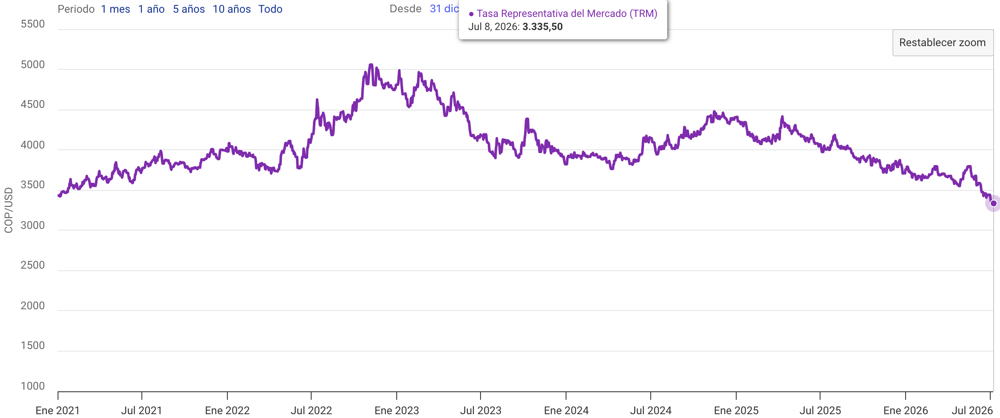 Periodo 1 mes 1 año 5 años 10 años Todo
Desde 31 dic
Tasa Representativa del Mercado (TRM)
Jul 8, 2026: 3.335,50
Restablecer zoom
COP/USD
5500
5000
4500
4000
3500
3000
2500
2000
1500
1000
Ene 2021 Jul 2021 Ene 2022 Jul 2022 Ene 2023 Jul 2023 Ene 2024 Jul 2024 Ene 2025 Jul 2025 Ene 2026 Jul 2026